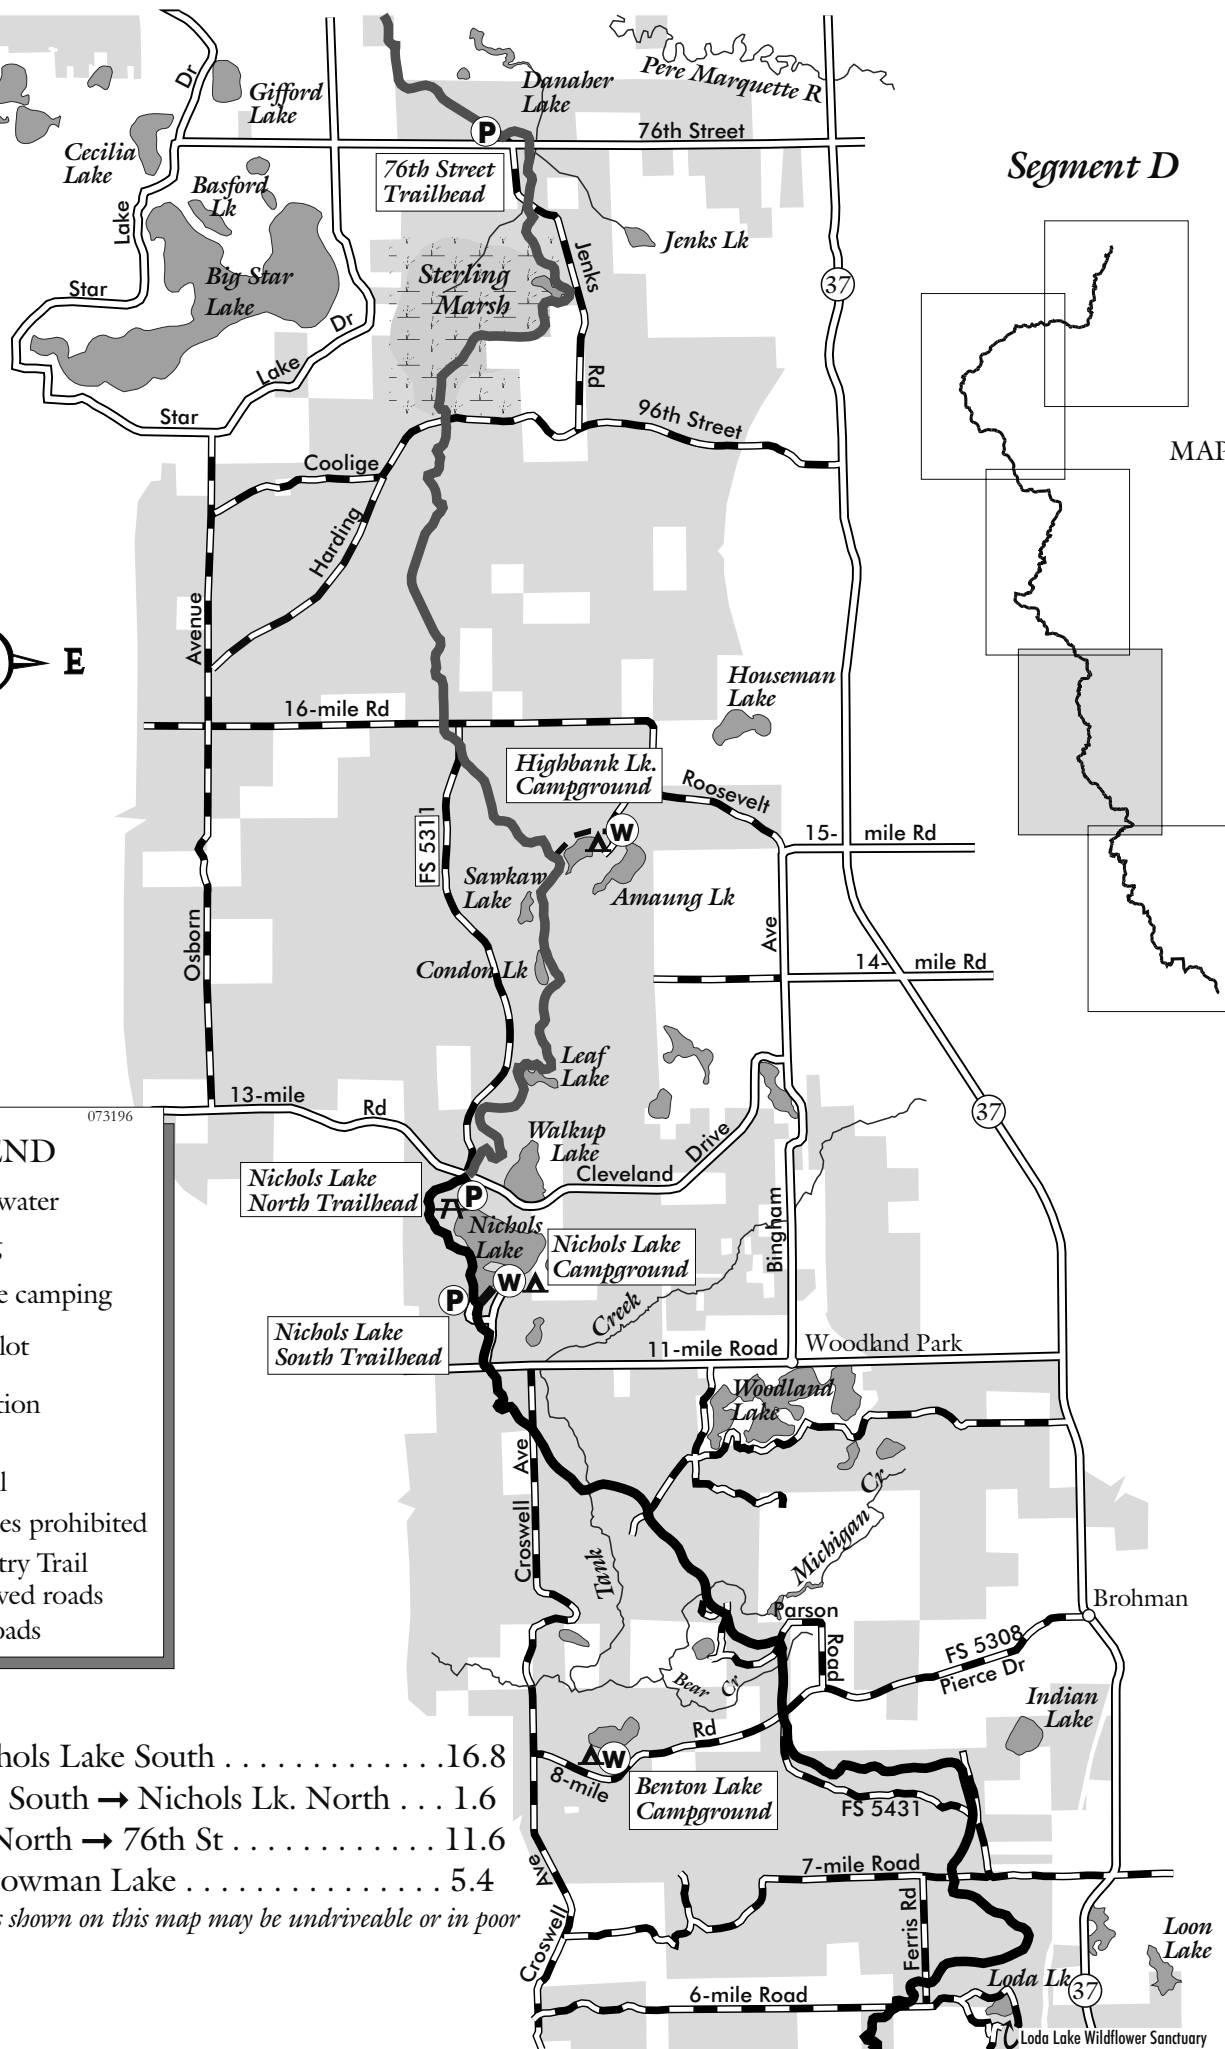 Danaher
Lake
Pere Marquette R
Dr
Gifford
Lake
76th Street
Cecilia
Lake
76th Street
Trailhead
Segment D
Basford
Lk
Lake
Jenks Lk
Jenks
Sterling
Marsh
Big Star
Lake
Star
37
Dr
Lake
Rd
Star
96th Street
MAP
Coolige
Harding
Avenue
E
Houseman
Lake
16-mile Rd
Highbank Lk.
Campground
Roosevelt
FS 5311
W
15- mile Rd
Sawkaw
Lake
Amaung Lk
Osborn
Ave
Condon Lk
14- mile Rd
Leaf
Lake
13-mile
Rd
37
073196
END
water
Walkup
Lake
Drive
Cleveland
Nichols Lake
North Trailhead
P
Bingham
Nichols
Lake
Nichols Lake
Campground
W
e camping
P
Creek
lot
Nichols Lake
South Trailhead
11-mile Road
Woodland Park
Woodland
Lake
tion
Ave
Cr
l
es prohibited
Croswell
Michigan
Tank
try Trail
ved roads
oads
Parson
Brohman
Road
FS 5308
Pierce Dr
Bear
Cr
Indian
Lake
Rd
hols Lake South . . . . . . . . . . . . . .16.8
W
8-mile
Benton Lake
Campground
South ➞ Nichols Lk. North . . . 1.6
FS 5431
North ➞ 76th St . . . . . . . . . . . . . 11.6
7-mile Road
Ave
owman Lake . . . . . . . . . . . . . . . . 5.4
s shown on this map may be undriveable or in poor
Croswell
Ferris Rd
Loon
Lake
Loda Lk
37
6-mile Road
Loda Lake Wildflower Sanctuary
P